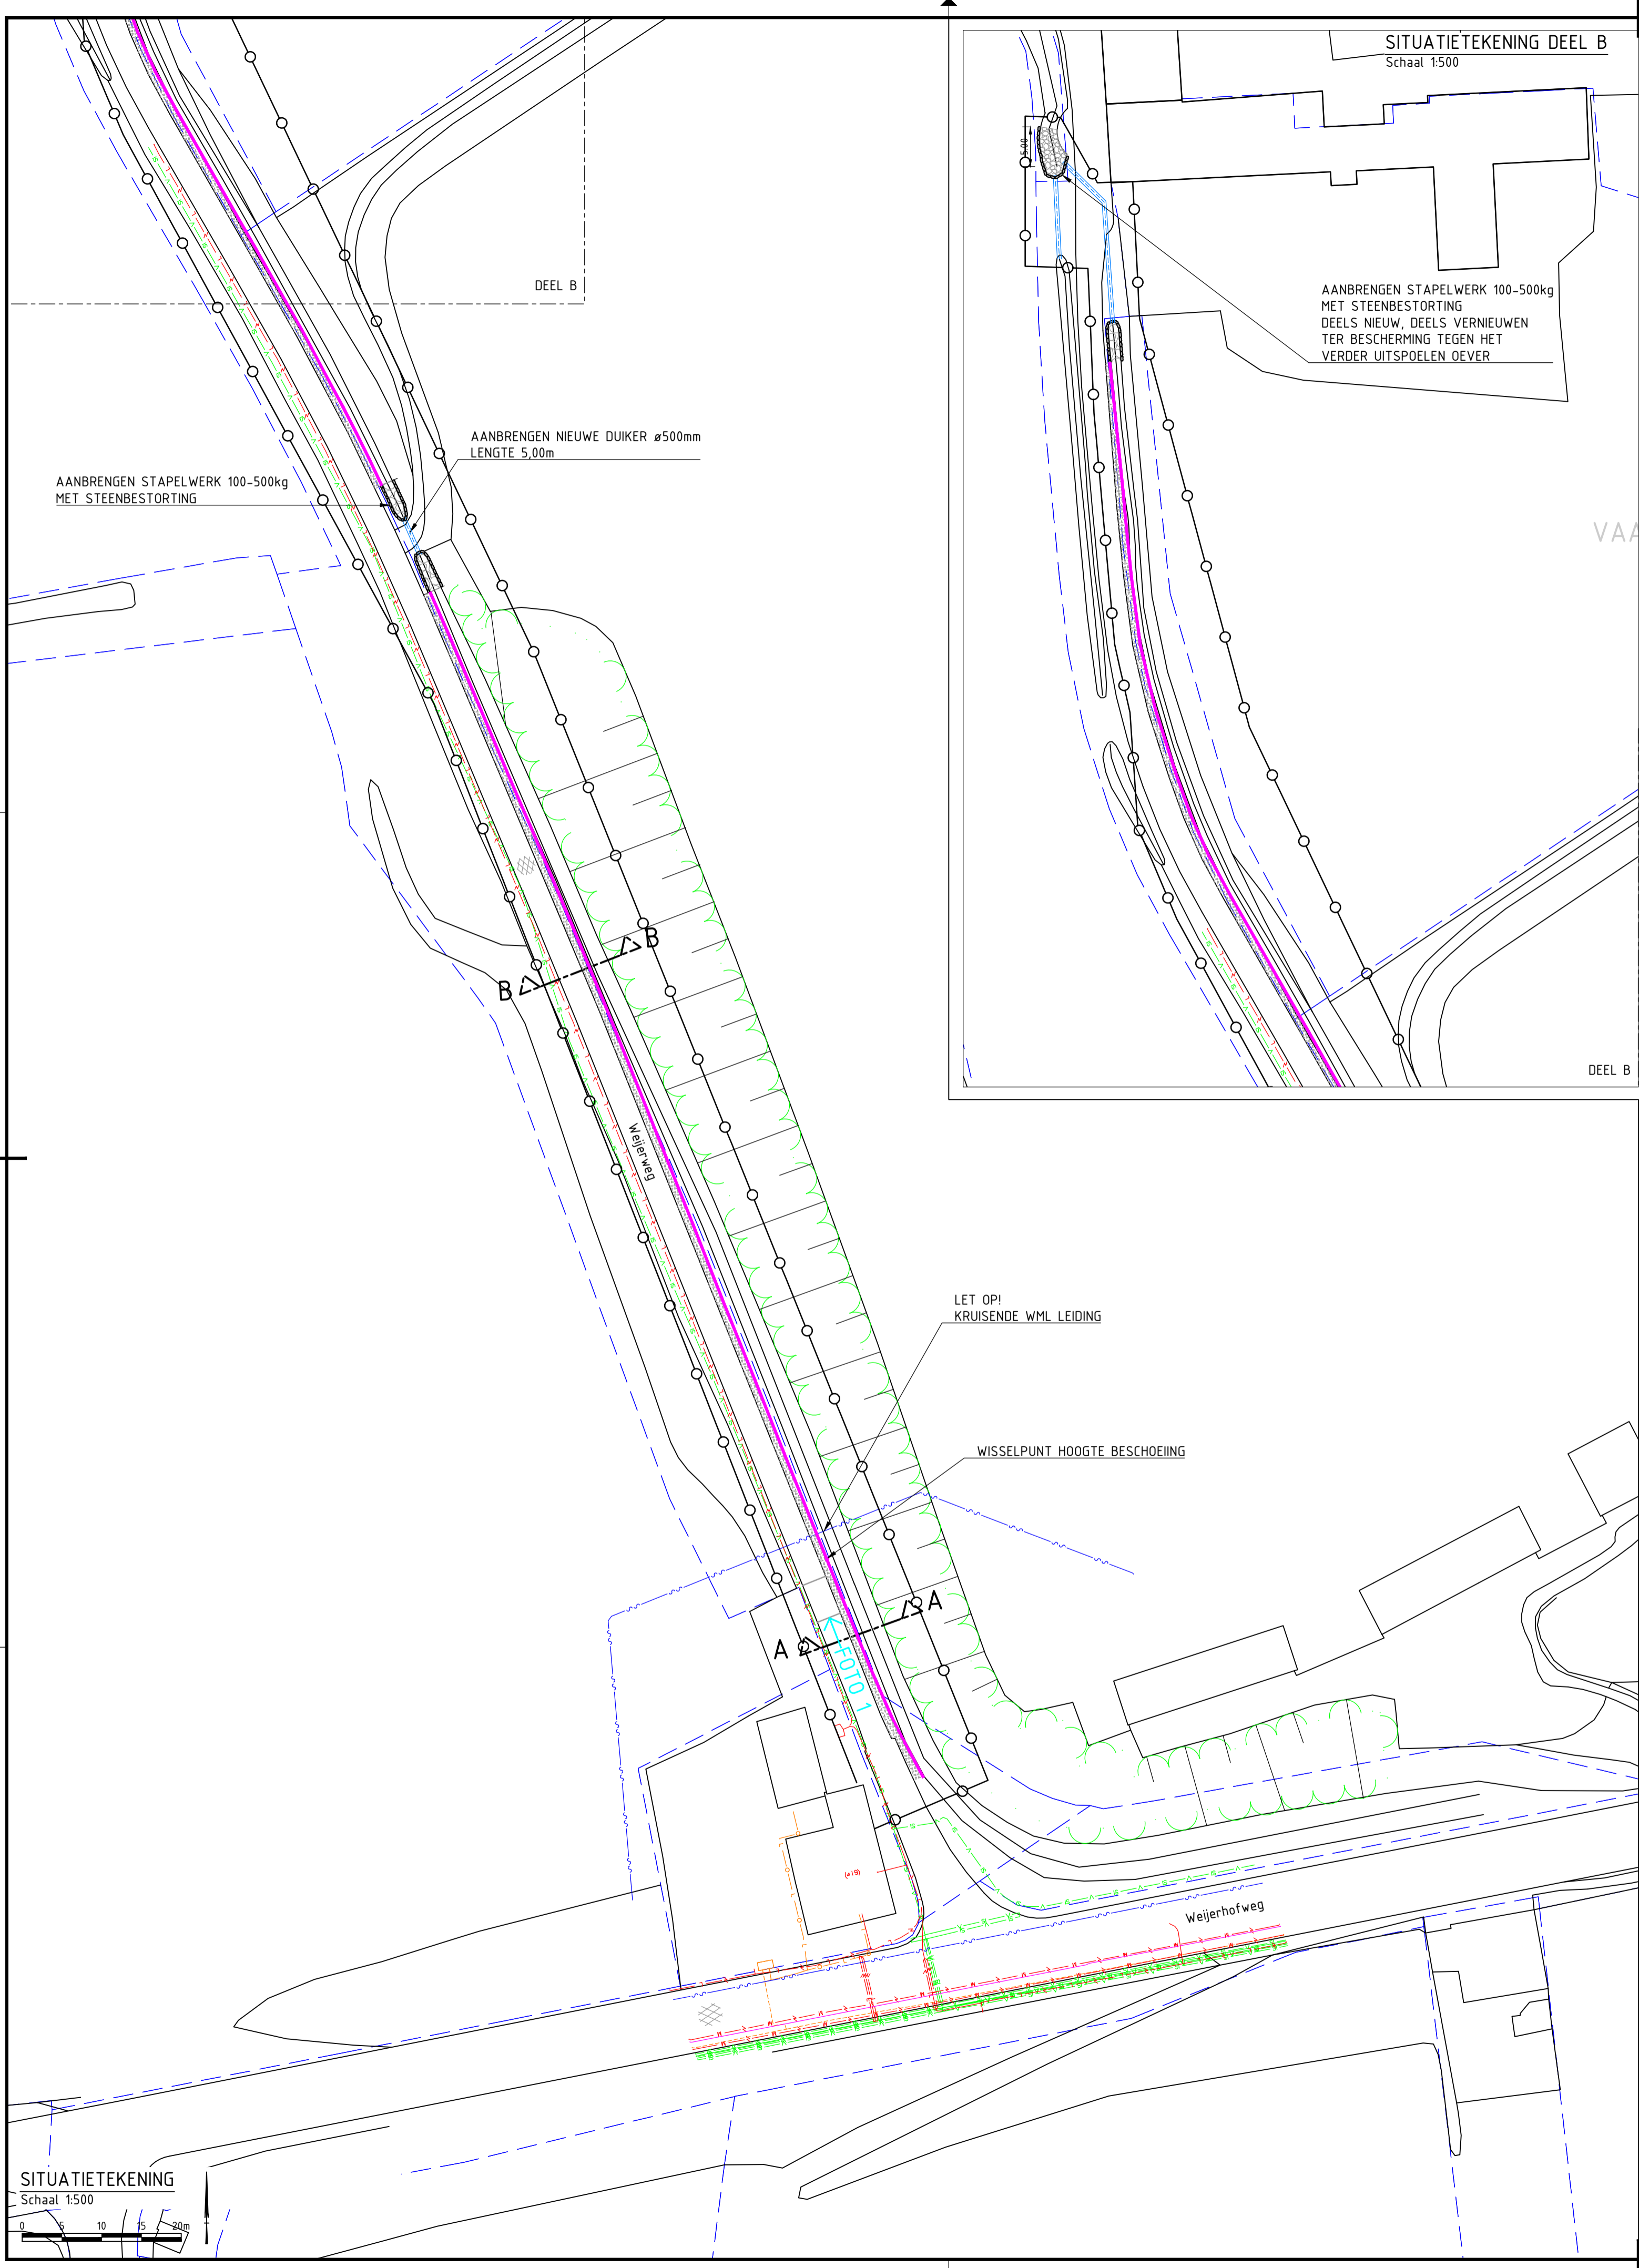 SITUATIETEKENING DEEL B
Schaal 1:500
5.00
AANBRENGEN STAPELWERK 100-500kg
MET STEENBESTORTING
DEELS NIEUW, DEELS VERNIEUWEN
TER BESCHERMING TEGEN HET
VERDER UITSPOELEN OEVER
VAA
DEEL B
DEEL B
AANBRENGEN NIEUWE DUIKER ø500mm
LENGTE 5,00m
AANBRENGEN STAPELWERK 100-500kg
MET STEENBESTORTING
B
B
Weijerweg
LET OP!
KRUISENDE WML LEIDING
WISSELPUNT HOOGTE BESCHOEIING
A
A
FOTO 1
Weijerhofweg
SITUATIETEKENING
Schaal 1:500
0 5 10 15 20m